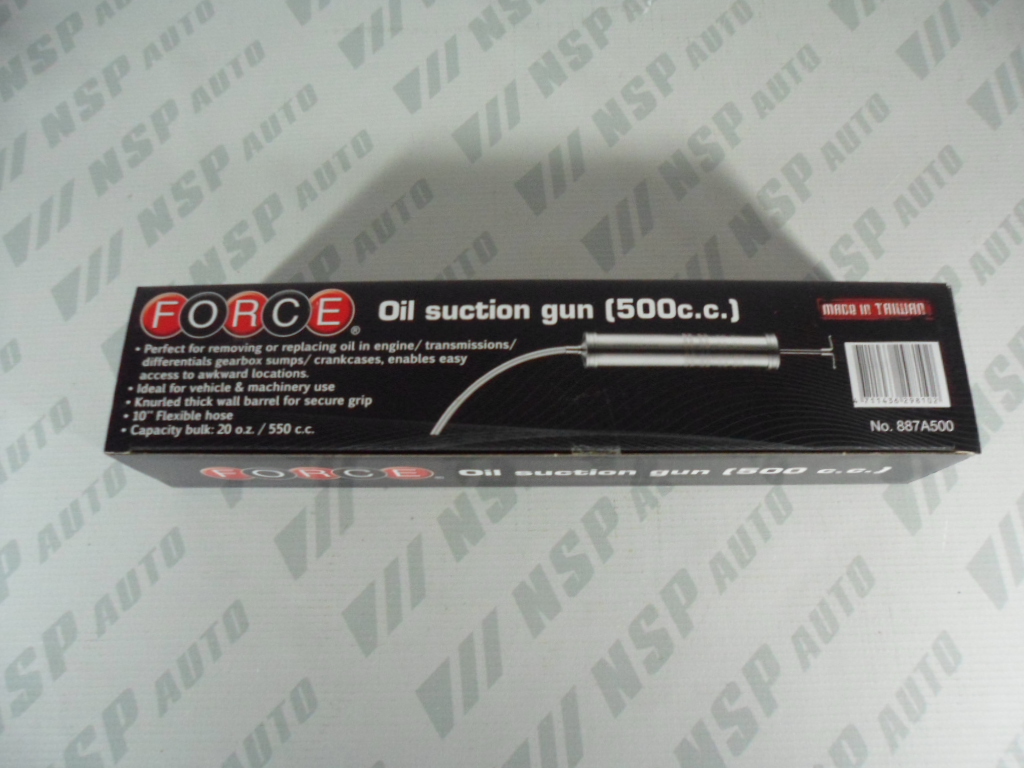 FORCE®
Oil suction gun (500c.c.)
MADE IN TAIWAN
• Perfect for removing or replacing oil in engine/ transmissions/
differentials gearbox sumps/ crankcases, enables easy
access to awkward locations.
• Ideal for vehicle & machinery use
• Knurled thick wall barrel for secure grip
• 10" Flexible hose
• Capacity bulk: 20 o.z. / 550 c.c.
No. 887A500
FORCE® Oil suction gun (500 c.c.)
NSP AUTO